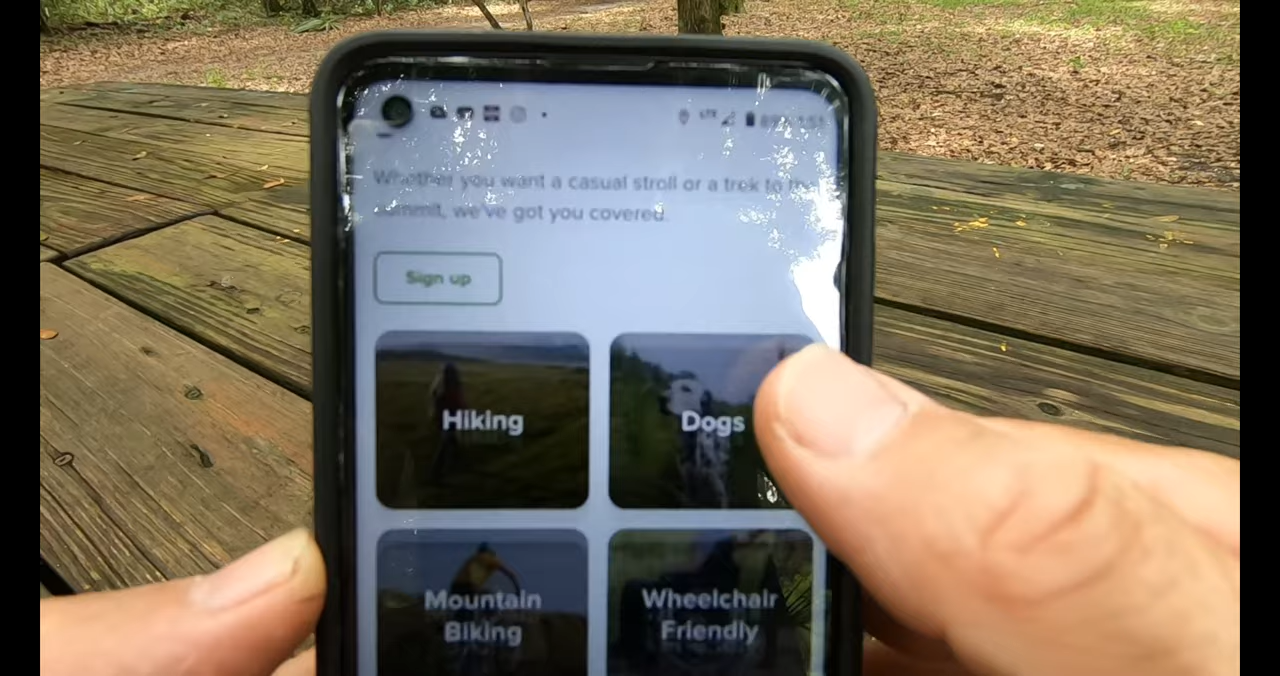 LTE
Whether you want a casual stroll or a trek to the
summit, we've got you covered.
Sign up
Hiking
Dogs
Mountain
Biking
Wheelchair
Friendly